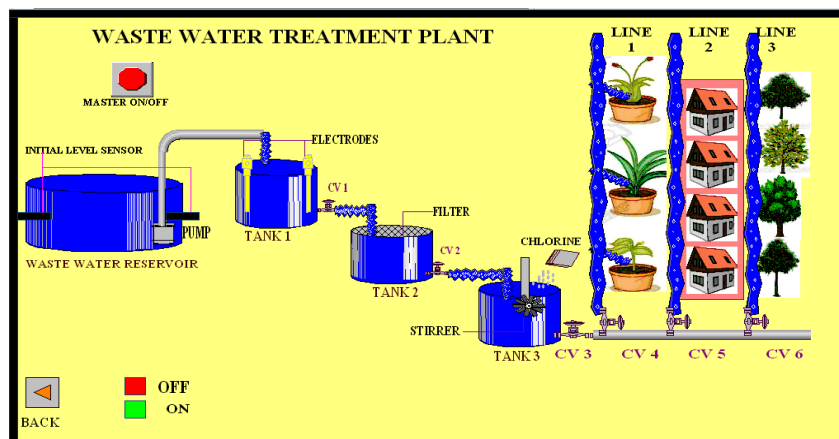 WASTE WATER TREATMENT PLANT
LINE 1
LINE 2
LINE 3
MASTER ON/OFF
INITIAL LEVEL SENSOR
ELECTRODES
CV 1
PUMP
TANK 1
FILTER
WASTE WATER RESERVOIR
CV 2
CHLORINE
TANK 2
STIRRER
TANK 3
CV 3
CV 4
CV 5
CV 6
OFF
ON
BACK